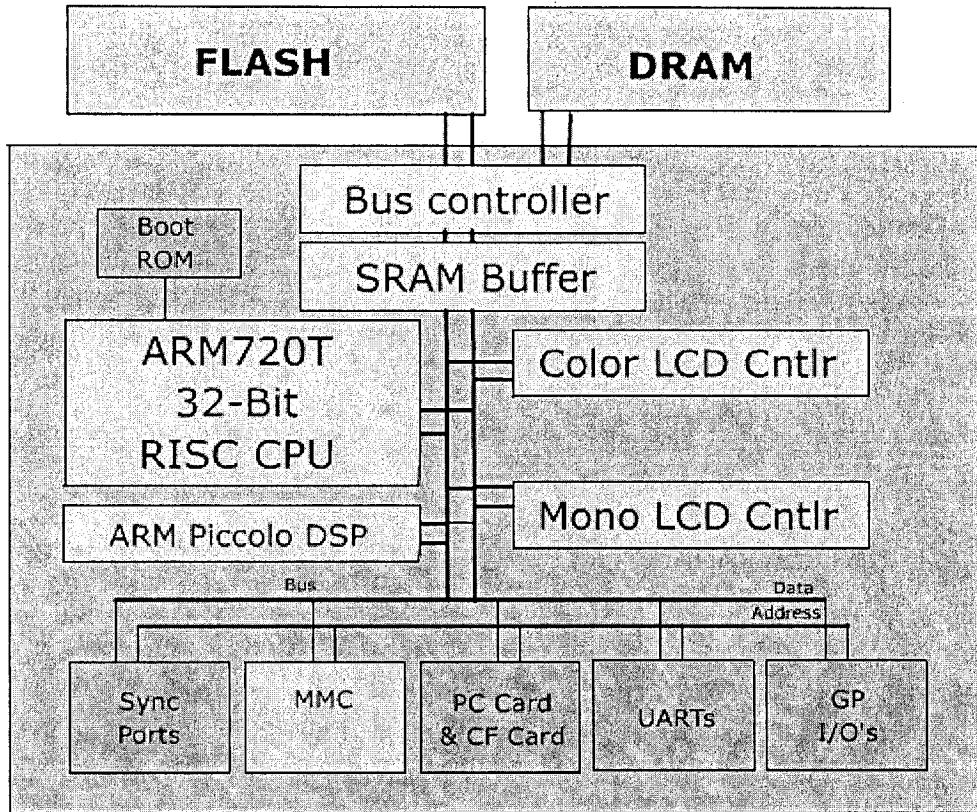 FLASH
DRAM
Bus controller
Boot
ROM
SRAM Buffer
ARM720T
32-Bit
RISC CPU
Color LCD Cntlr
Mono LCD Cntlr
ARM Piccolo DSP
Bus
Data
Address
Sync
Ports
MMC
PC Card
& CF Card
UARTs
GP
I/O's